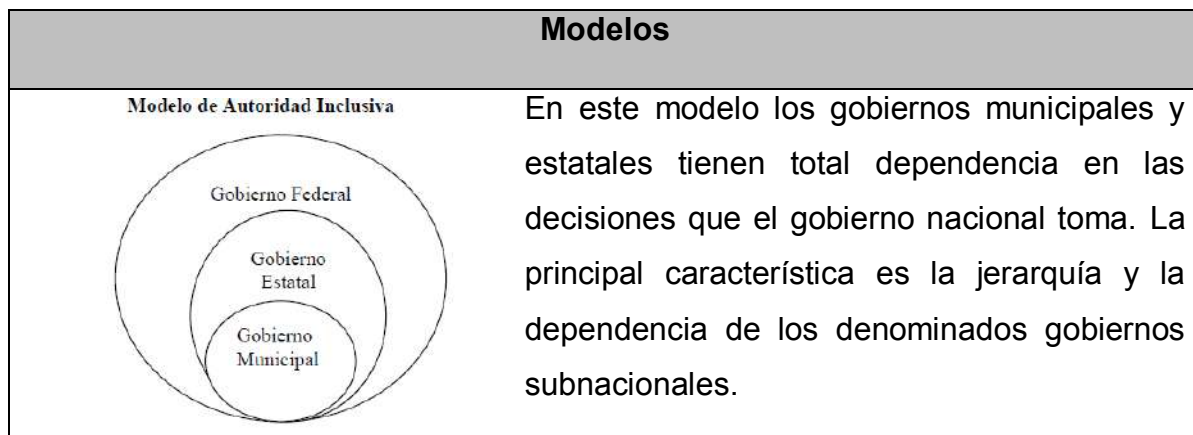 Modelos
Modelo de Autoridad Inclusiva
Gobierno Federal
Gobierno
Estatal
Gobierno
Municipal
En este modelo los gobiernos municipales y
estatales tienen total dependencia en las
decisiones que el gobierno nacional toma. La
principal característica es la jerarquía y la
dependencia de los denominados gobiernos
subnacionales.